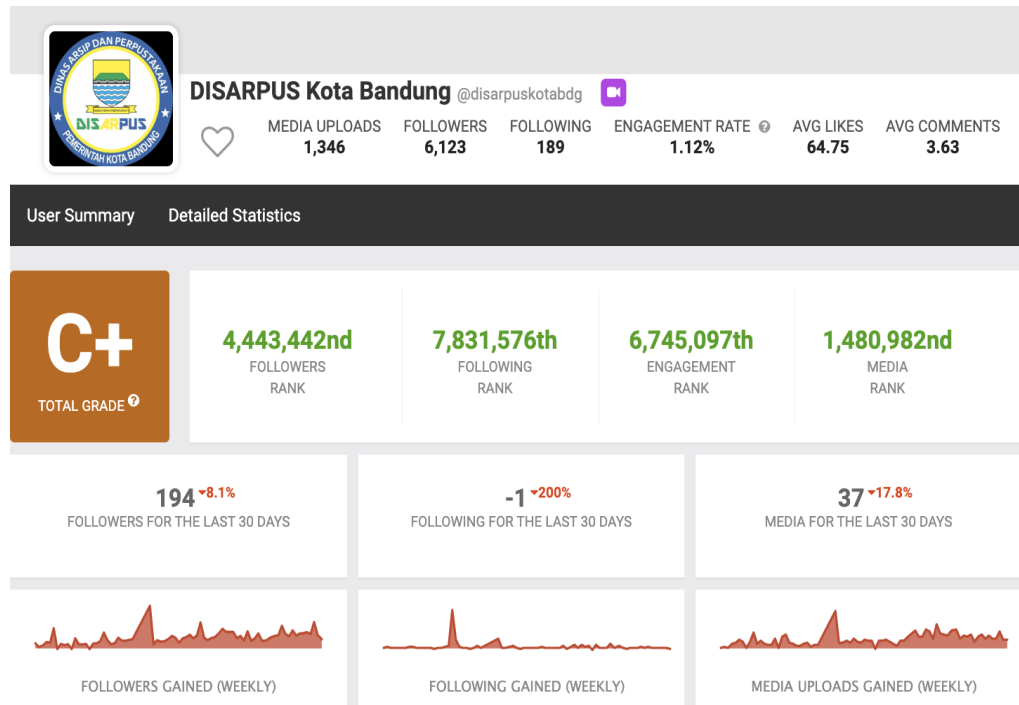 DINAS ARSIP DAN PERPUSTAKAAN
DISARPUS
PEMERINTAH KOTA BANDUNG
DISARPUS Kota Bandung @disarpuskotabdg
MEDIA UPLOADS FOLLOWERS FOLLOWING ENGAGEMENT RATE ? AVG LIKES AVG COMMENTS
1,346 6,123 189 1.12% 64.75 3.63
User Summary Detailed Statistics
C+
TOTAL GRADE ?
4,443,442nd 7,831,576th 6,745,097th 1,480,982nd
FOLLOWERS FOLLOWING ENGAGEMENT MEDIA
RANK RANK RANK RANK
194 8.1% -1 200% 37 17.8%
FOLLOWERS FOR THE LAST 30 DAYS FOLLOWING FOR THE LAST 30 DAYS MEDIA FOR THE LAST 30 DAYS
FOLLOWERS GAINED (WEEKLY) FOLLOWING GAINED (WEEKLY) MEDIA UPLOADS GAINED (WEEKLY)